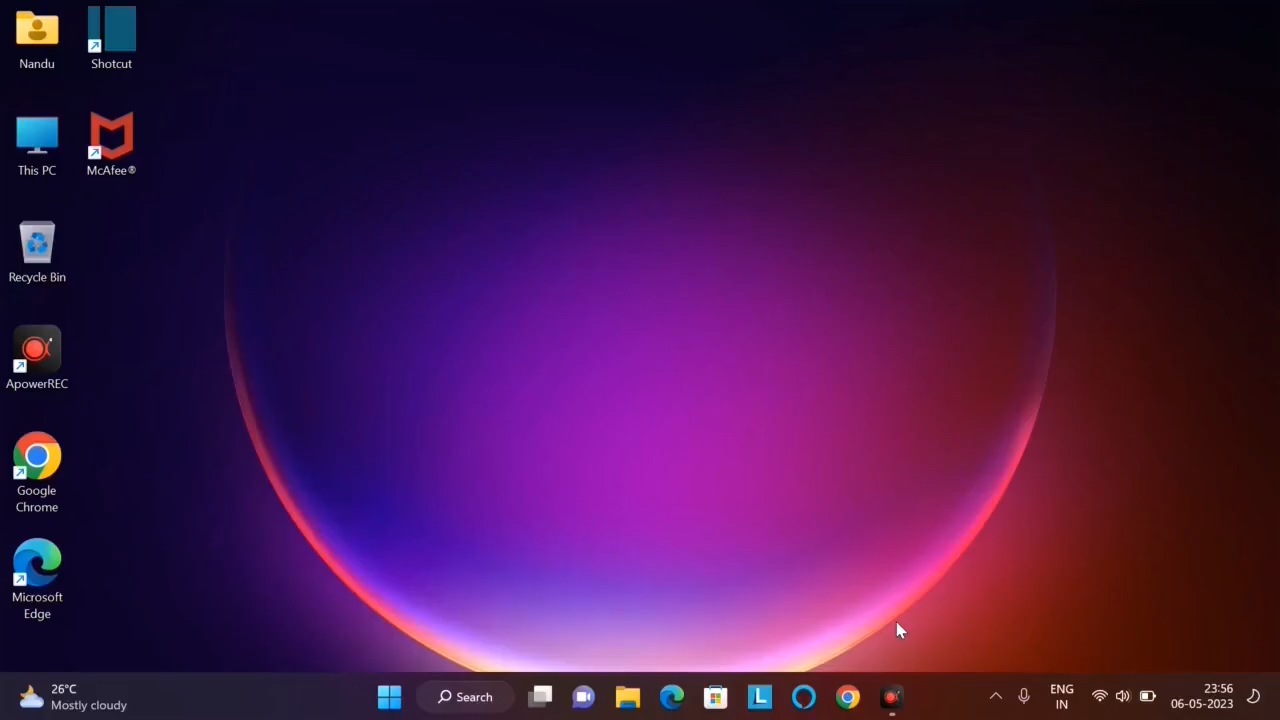 Nandu
Shotcut
This PC
McAfee®
Recycle Bin
ApowerREC
Google
Chrome
Microsoft
Edge
26°C
Mostly cloudy
Search
L
ENG
IN
23:56
06-05-2023